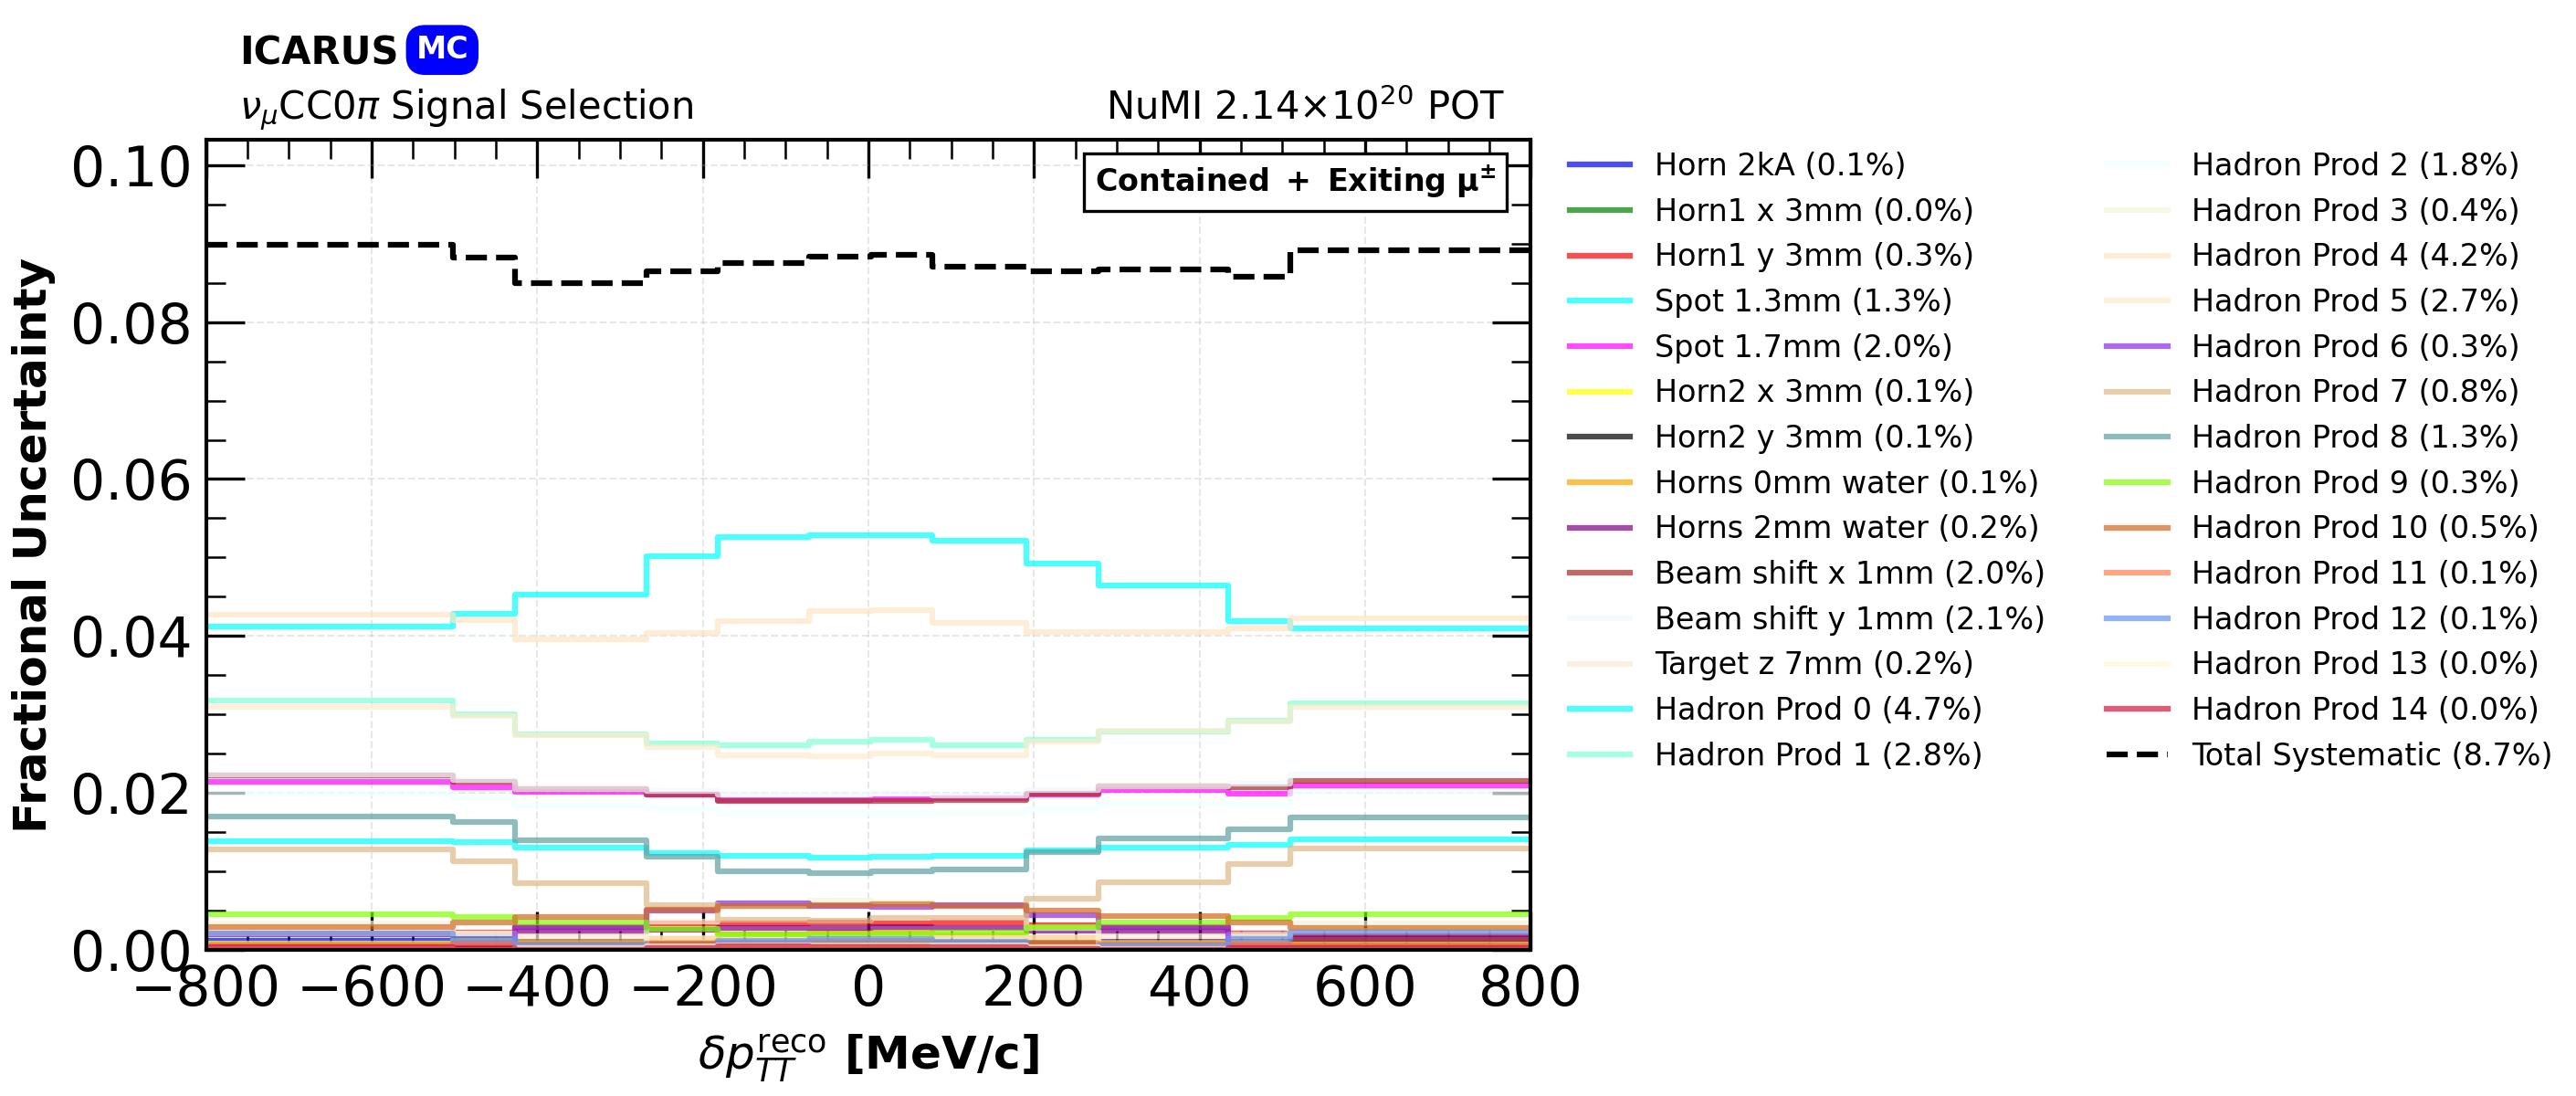 ICARUS MC
νμCC0π Signal Selection
NuMI 2.14×10²⁰ POT
Contained + Exiting μ±
Fractional Uncertainty
0.10
0.08
0.06
0.04
0.02
0.00
−800 −600 −400 −200 0 200 400 600 800
δp_TT^reco [MeV/c]
Horn 2kA (0.1%)
Horn1 x 3mm (0.0%)
Horn1 y 3mm (0.3%)
Spot 1.3mm (1.3%)
Spot 1.7mm (2.0%)
Horn2 x 3mm (0.1%)
Horn2 y 3mm (0.1%)
Horns 0mm water (0.1%)
Horns 2mm water (0.2%)
Beam shift x 1mm (2.0%)
Beam shift y 1mm (2.1%)
Target z 7mm (0.2%)
Hadron Prod 0 (4.7%)
Hadron Prod 1 (2.8%)
Hadron Prod 2 (1.8%)
Hadron Prod 3 (0.4%)
Hadron Prod 4 (4.2%)
Hadron Prod 5 (2.7%)
Hadron Prod 6 (0.3%)
Hadron Prod 7 (0.8%)
Hadron Prod 8 (1.3%)
Hadron Prod 9 (0.3%)
Hadron Prod 10 (0.5%)
Hadron Prod 11 (0.1%)
Hadron Prod 12 (0.1%)
Hadron Prod 13 (0.0%)
Hadron Prod 14 (0.0%)
Total Systematic (8.7%)